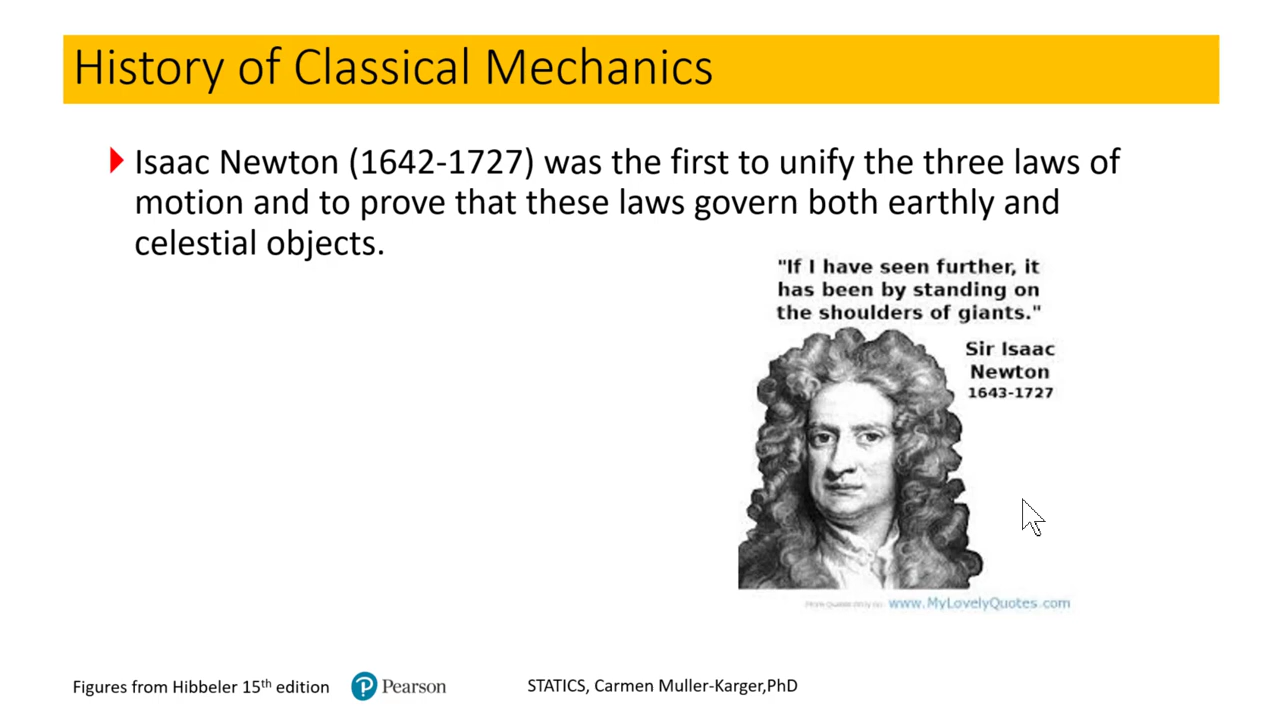 History of Classical Mechanics
Isaac Newton (1642-1727) was the first to unify the three laws of
motion and to prove that these laws govern both earthly and
celestial objects.
"If I have seen further, it
has been by standing on
the shoulders of giants."
Sir Isaac
Newton
1643-1727
www.MyLovelyQuotes.com
Figures from Hibbeler 15th edition
Pearson
STATICS, Carmen Muller-Karger,PhD